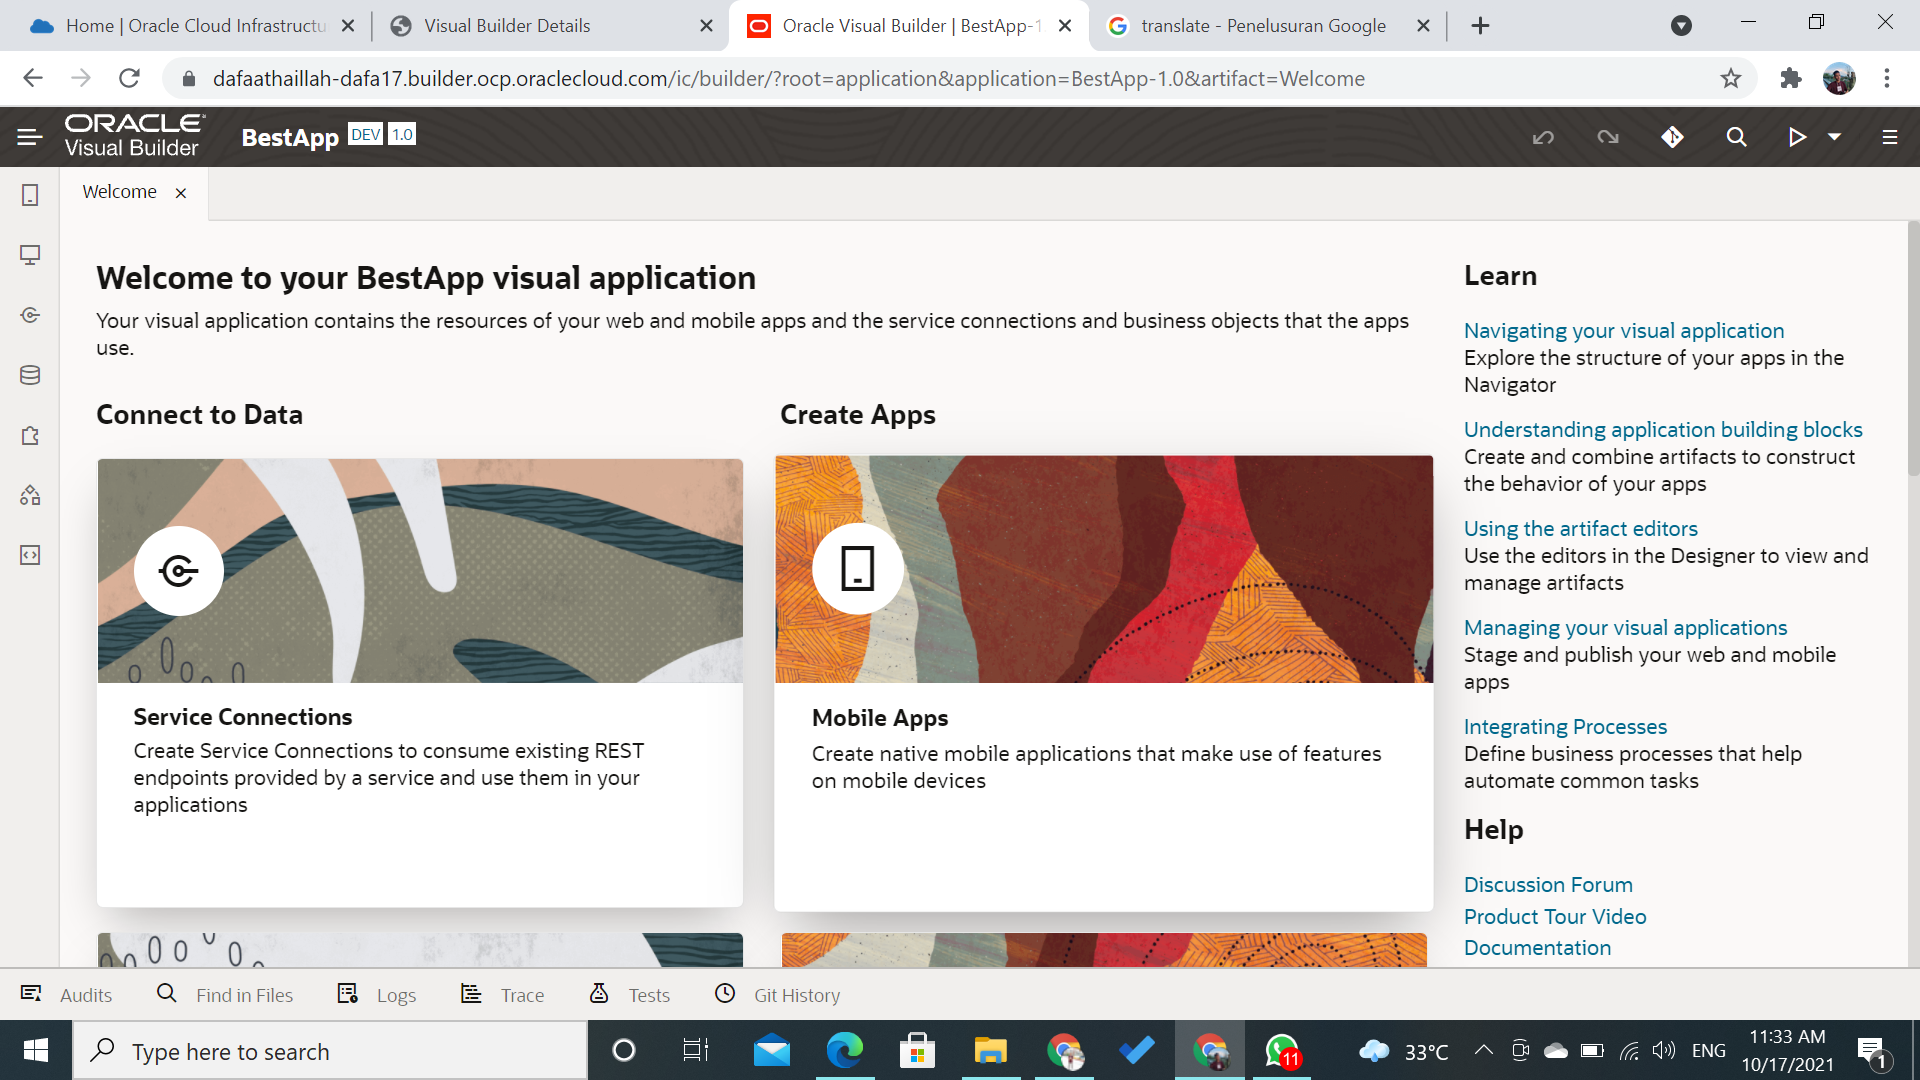 Home | Oracle Cloud Infrastructu
Visual Builder Details
Oracle Visual Builder | BestApp-1
translate - Penelusuran Google
dafaathaillah-dafa17.builder.ocp.oraclecloud.com/ic/builder/?root=application&application=BestApp-1.0&artifact=Welcome
ORACLE
Visual Builder
BestApp DEV 1.0
Welcome
Welcome to your BestApp visual application
Your visual application contains the resources of your web and mobile apps and the service connections and business objects that the apps
use.
Connect to Data
Service Connections
Create Service Connections to consume existing REST
endpoints provided by a service and use them in your
applications
Create Apps
Mobile Apps
Create native mobile applications that make use of features
on mobile devices
Learn
Navigating your visual application
Explore the structure of your apps in the
Navigator
Understanding application building blocks
Create and combine artifacts to construct
the behavior of your apps
Using the artifact editors
Use the editors in the Designer to view and
manage artifacts
Managing your visual applications
Stage and publish your web and mobile
apps
Integrating Processes
Define business processes that help
automate common tasks
Help
Discussion Forum
Product Tour Video
Documentation
Audits
Find in Files
Logs
Trace
Tests
Git History
Type here to search
11
33°C
ENG
11:33 AM
10/17/2021
1